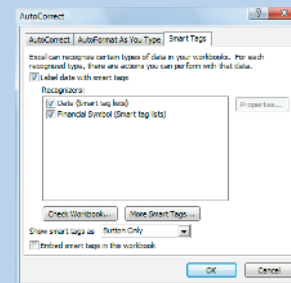 AutoCorrect
AutoCorrect AutoFormat As You Type Smart Tags
Excel can recognize certain types of data in your workbooks. For each
recognized type, there are actions you can perform with that data.
Label data with smart tags
Recognizers:
Date (Smart tag lists)
Financial Symbol (Smart tag lists)
Properties...
Check Workbook... More Smart Tags...
Show smart tags as Button Only
Embed smart tags in the workbook
OK Cancel